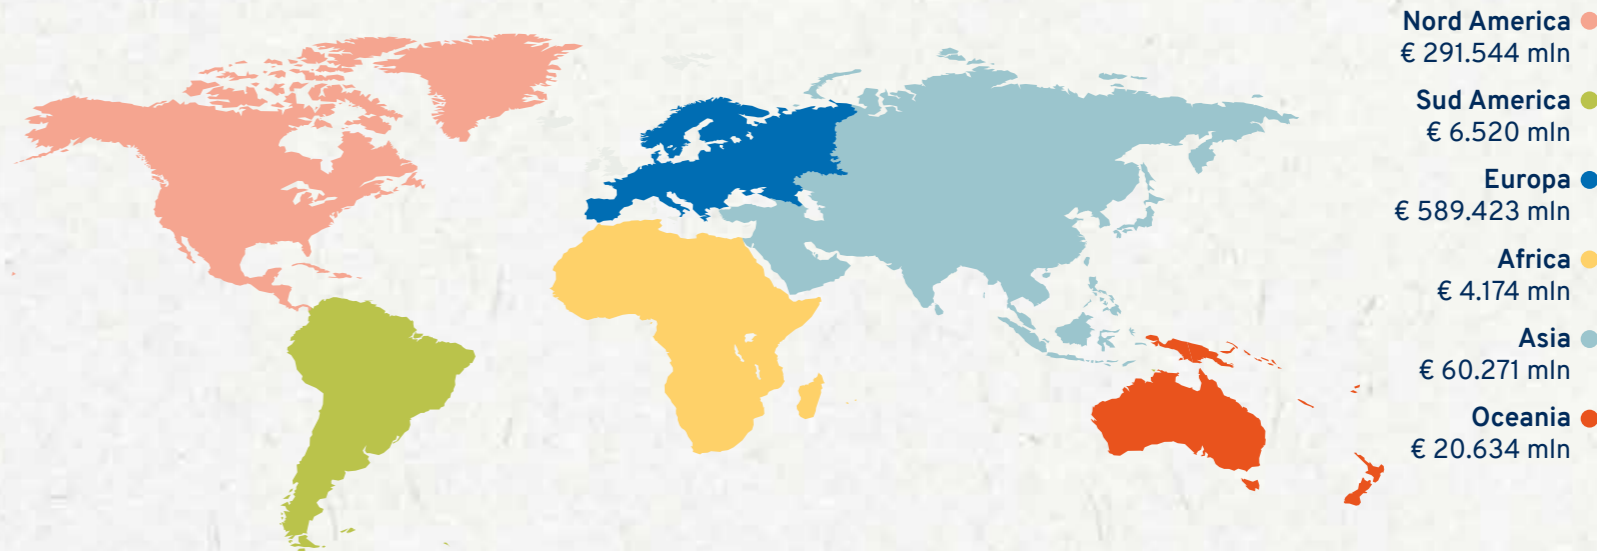 Nord America
€ 291.544 mln
Sud America
€ 6.520 mln
Europa
€ 589.423 mln
Africa
€ 4.174 mln
Asia
€ 60.271 mln
Oceania
€ 20.634 mln